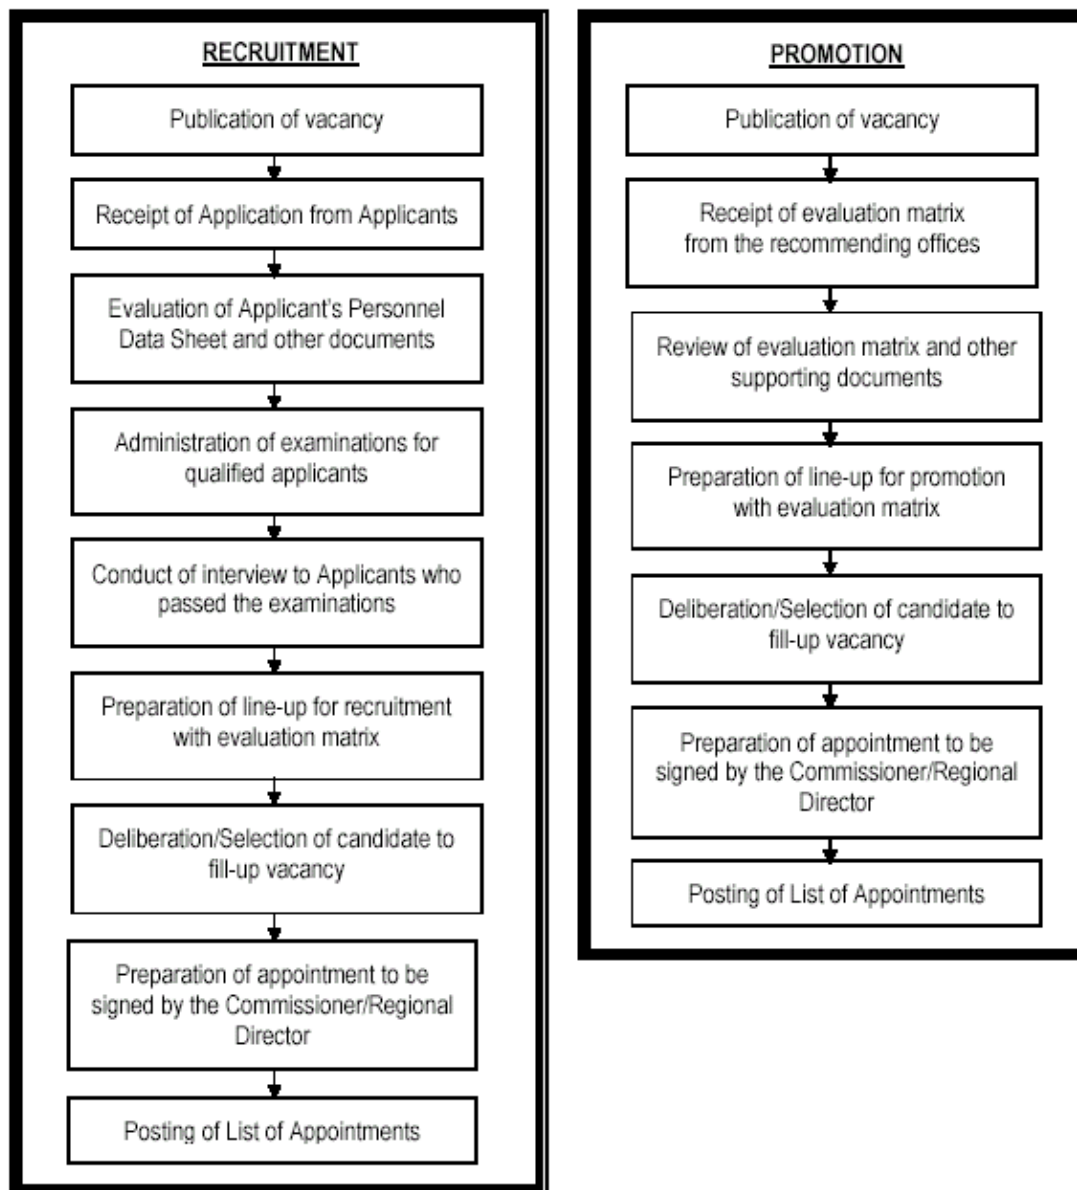 RECRUITMENT
Publication of vacancy
Receipt of Application from Applicants
Evaluation of Applicant's Personnel
Data Sheet and other documents
Administration of examinations for
qualified applicants
Conduct of interview to Applicants who
passed the examinations
Preparation of line-up for recruitment
with evaluation matrix
Deliberation/Selection of candidate to
fill-up vacancy
Preparation of appointment to be
signed by the Commissioner/Regional
Director
Posting of List of Appointments
PROMOTION
Publication of vacancy
Receipt of evaluation matrix
from the recommending offices
Review of evaluation matrix and other
supporting documents
Preparation of line-up for promotion
with evaluation matrix
Deliberation/Selection of candidate to
fill-up vacancy
Preparation of appointment to be
signed by the Commissioner/Regional
Director
Posting of List of Appointments